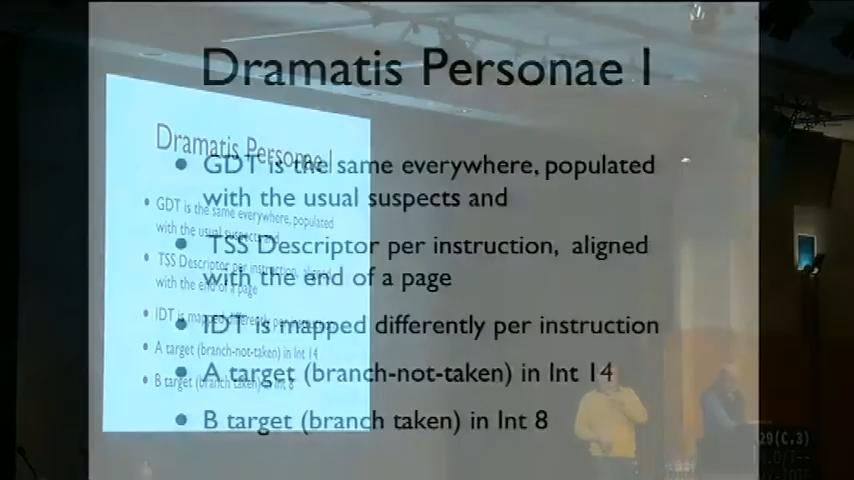 Dramatis Personae I
• GDT is the same everywhere, populated
with the usual suspects and
• TSS Descriptor per instruction, aligned
with the end of a page
• IDT is mapped differently per instruction
• A target (branch-not-taken) in Int 14
• B target (branch taken) in Int 8
Dramatis Personae I
• GDT is the same everywhere, populated
with the usual suspects and
• TSS Descriptor per instruction, aligned
with the end of a page
• IDT is mapped differently per instruction
• A target (branch-not-taken) in Int 14
• B target (branch taken) in Int 8
29(C.3)